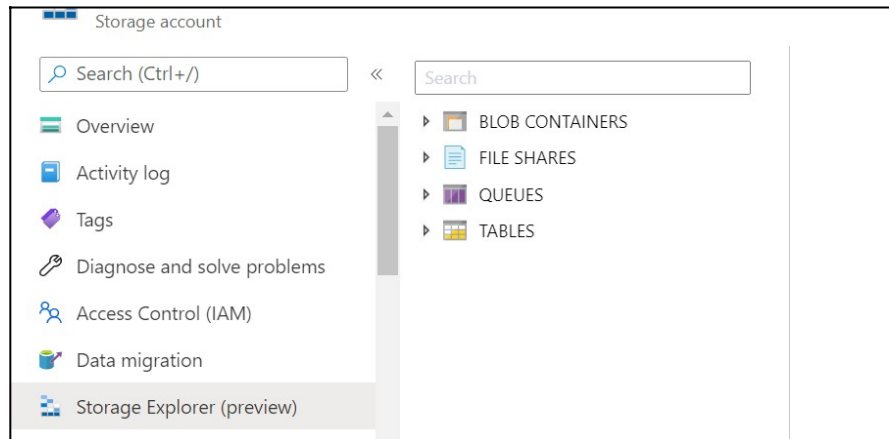 Storage account
Search (Ctrl+/)
«
Overview
Activity log
Tags
Diagnose and solve problems
Access Control (IAM)
Data migration
Storage Explorer (preview)
Search
BLOB CONTAINERS
FILE SHARES
QUEUES
TABLES